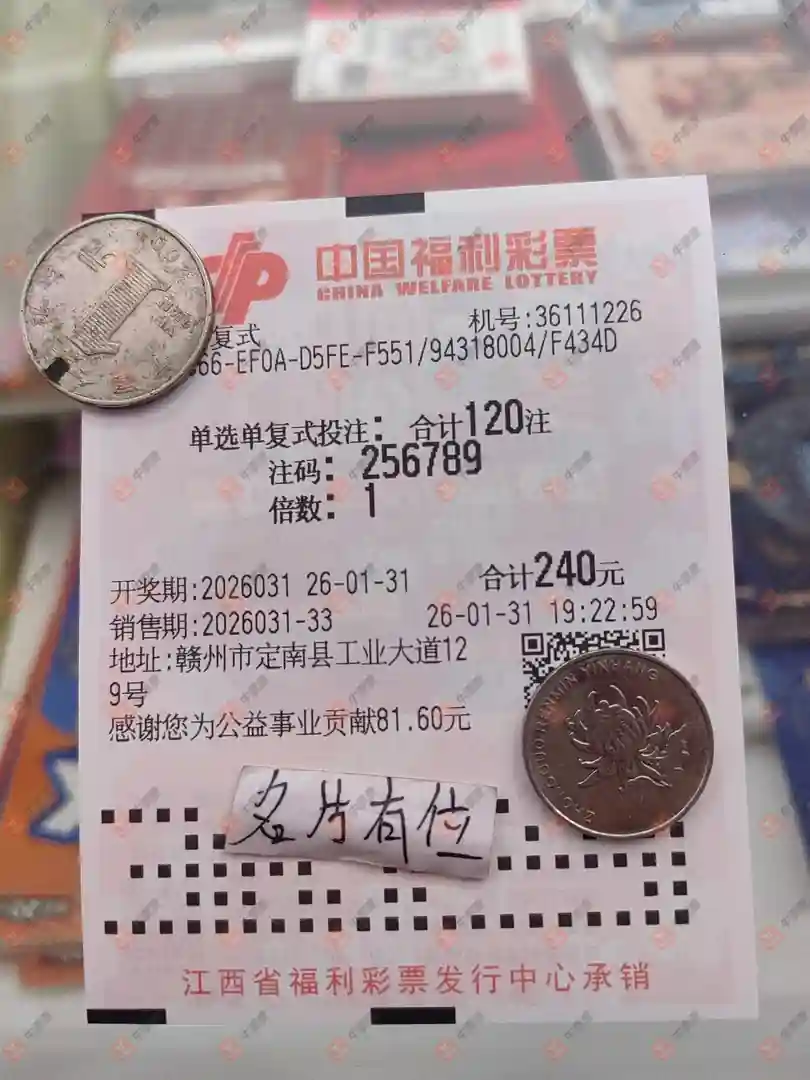 中国福利彩票
CHINA WELFARE LOTTERY
复式
机号:36111226
66-EF0A-D5FE-F551/94318004/F434D
单选单复式投注: 合计120注
注码: 256789
倍数: 1
开奖期:2026031 26-01-31 合计240元
销售期:2026031-33 26-01-31 19:22:59
地址:赣州市定南县工业大道12
9号
感谢您为公益事业贡献81.60元
名片有位
江西省福利彩票发行中心承销